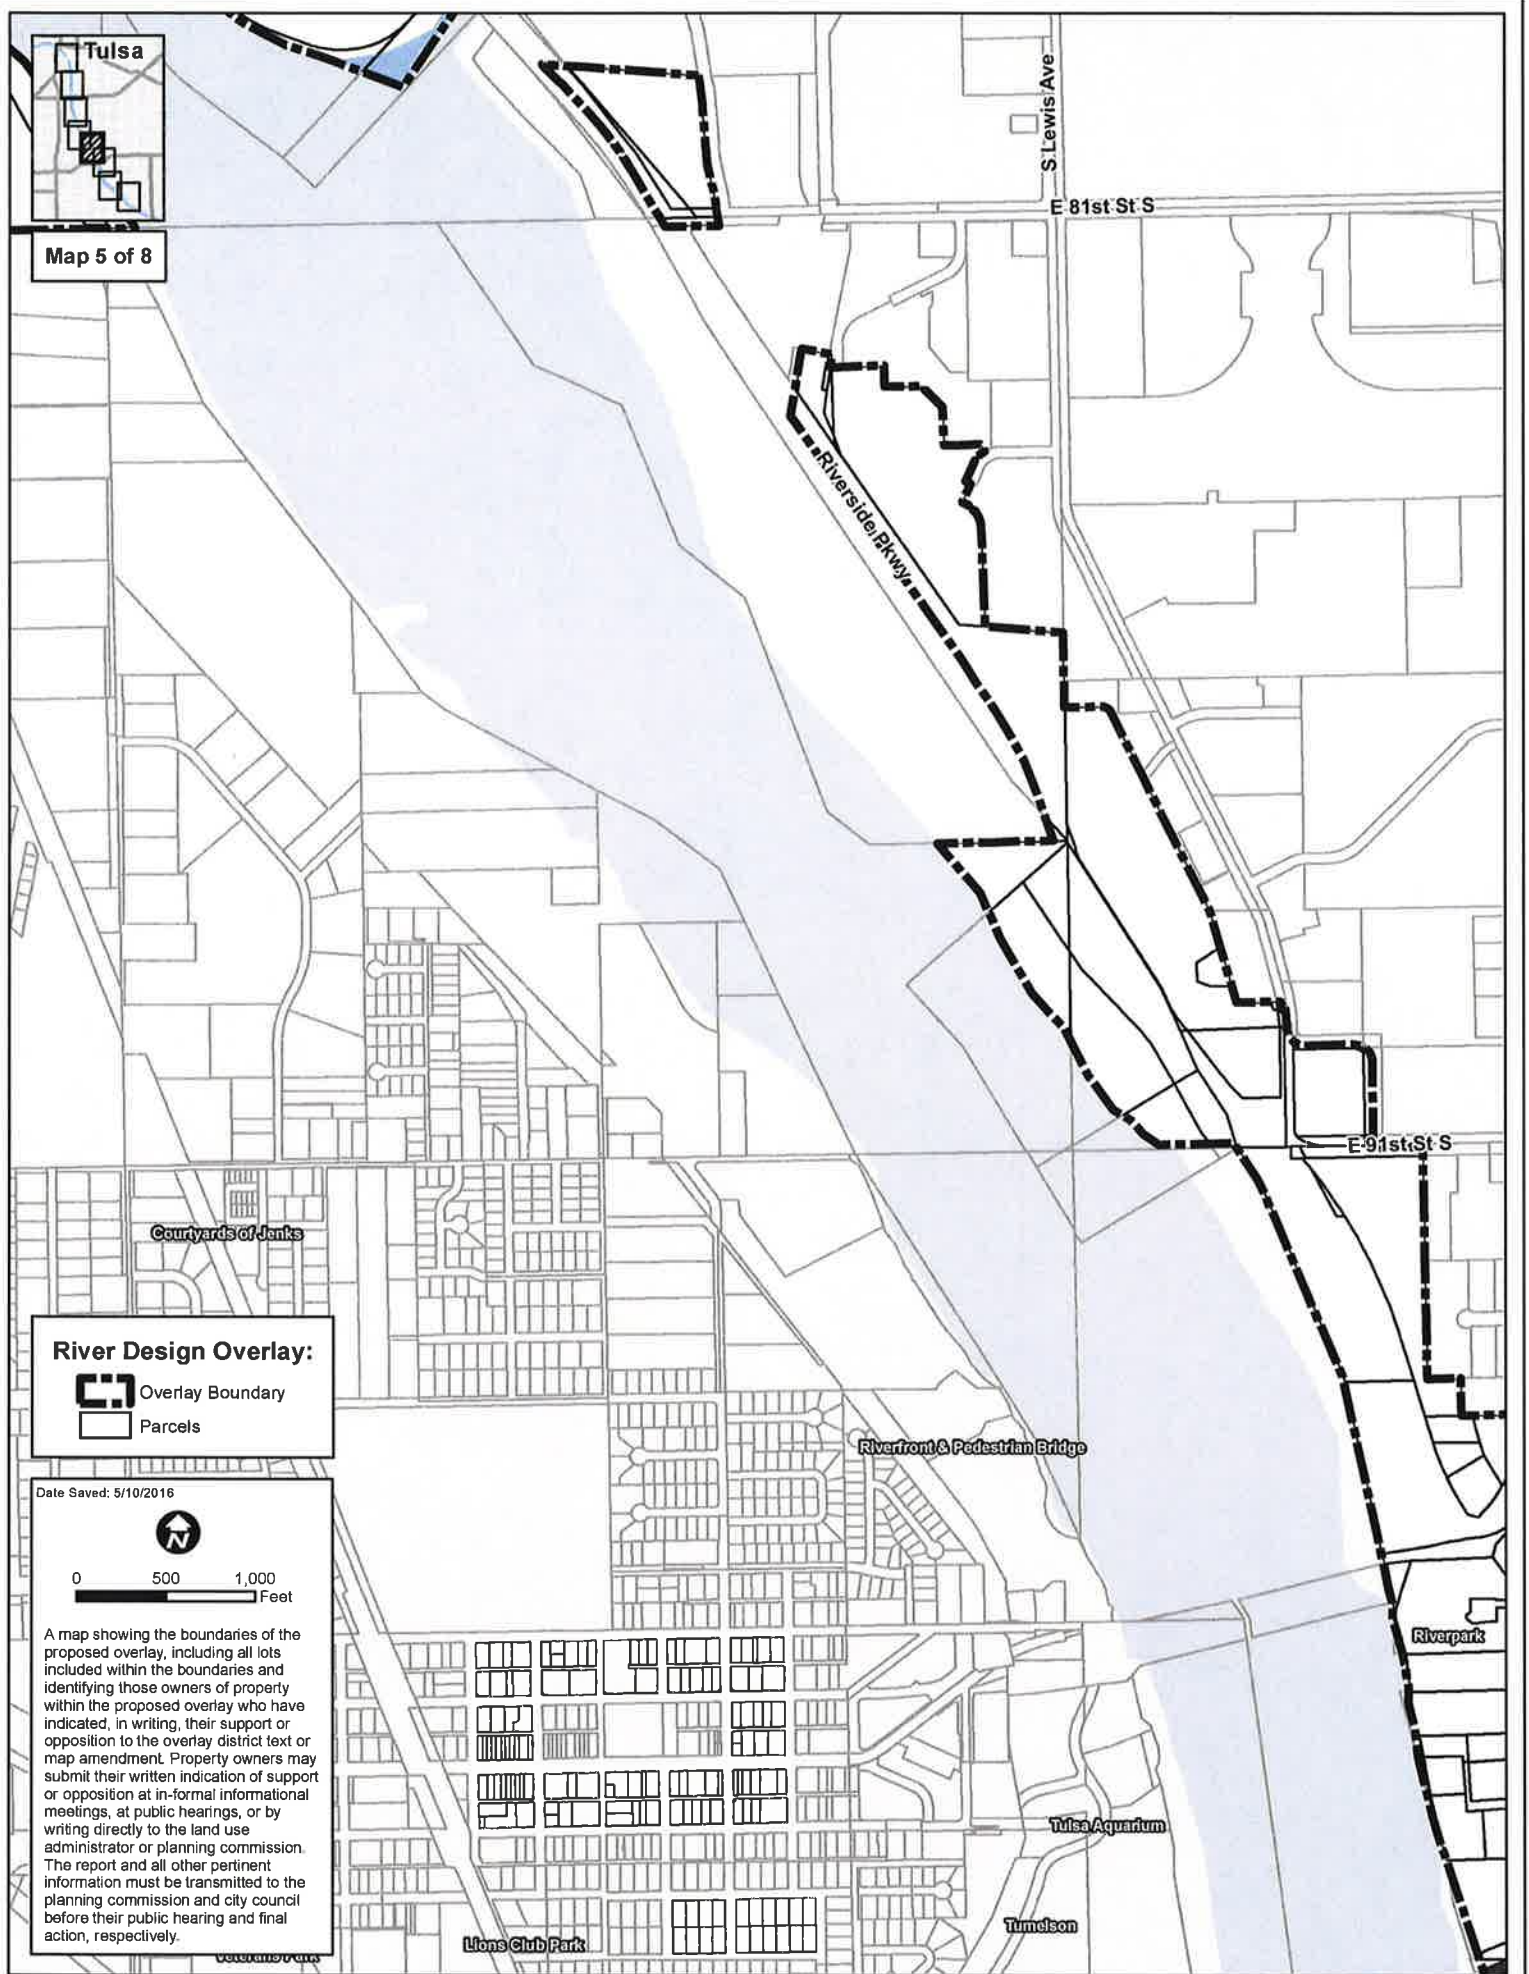 Tulsa
Map 5 of 8
S Lewis Ave
E 81st St S
Riverside Pkwy
E 91st St S
Courtyards of Jenks
River Design Overlay:
Overlay Boundary
Parcels
Riverfront & Pedestrian Bridge
Date Saved: 5/10/2016
N
0 500 1,000
Feet
A map showing the boundaries of the
proposed overlay, including all lots
included within the boundaries and
identifying those owners of property
within the proposed overlay who have
indicated, in writing, their support or
opposition to the overlay district text or
map amendment. Property owners may
submit their written indication of support
or opposition at in-formal informational
meetings, at public hearings, or by
writing directly to the land use
administrator or planning commission.
The report and all other pertinent
information must be transmitted to the
planning commission and city council
before their public hearing and final
action, respectively.
Riverpark
Tulsa Aquarium
Tumelson
Lions Club Park
Veterans Park